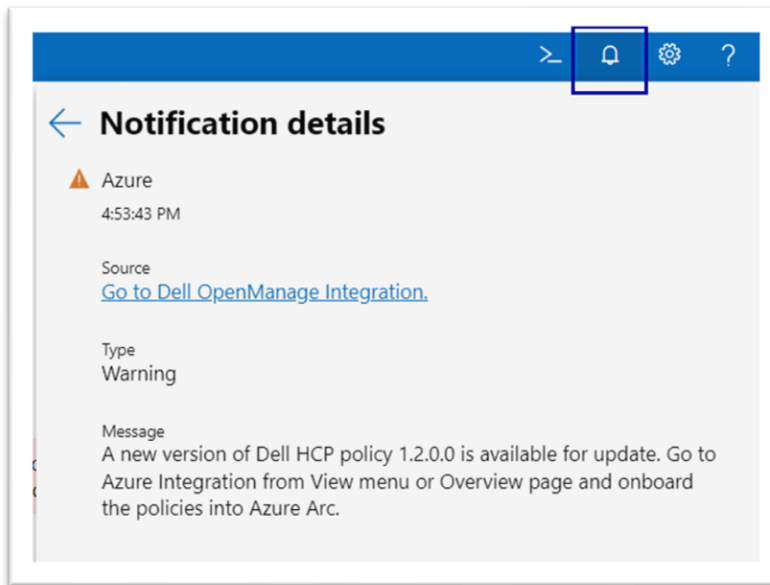 Notification details
Azure
4:53:43 PM
Source
Go to Dell OpenManage Integration.
Type
Warning
Message
A new version of Dell HCP policy 1.2.0.0 is available for update. Go to
Azure Integration from View menu or Overview page and onboard
the policies into Azure Arc.